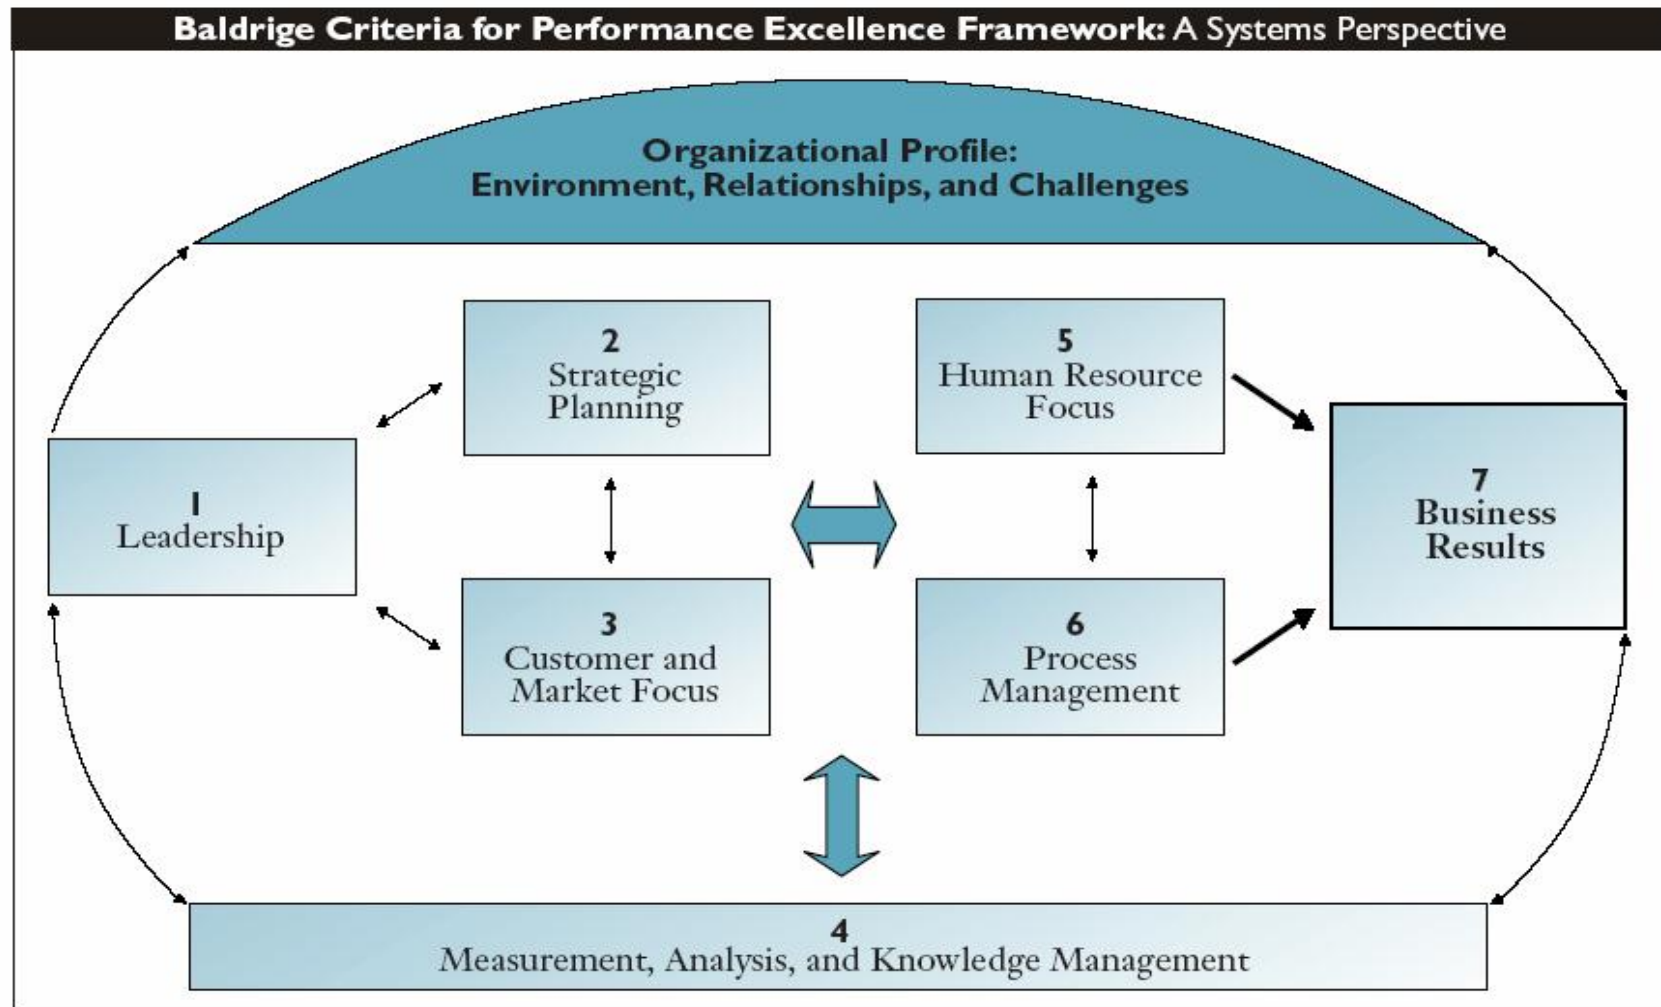 Baldrige Criteria for Performance Excellence Framework: A Systems Perspective
Organizational Profile:
Environment, Relationships, and Challenges
2
Strategic
Planning
5
Human Resource
Focus
1
Leadership
7
Business
Results
3
Customer and
Market Focus
6
Process
Management
4
Measurement, Analysis, and Knowledge Management